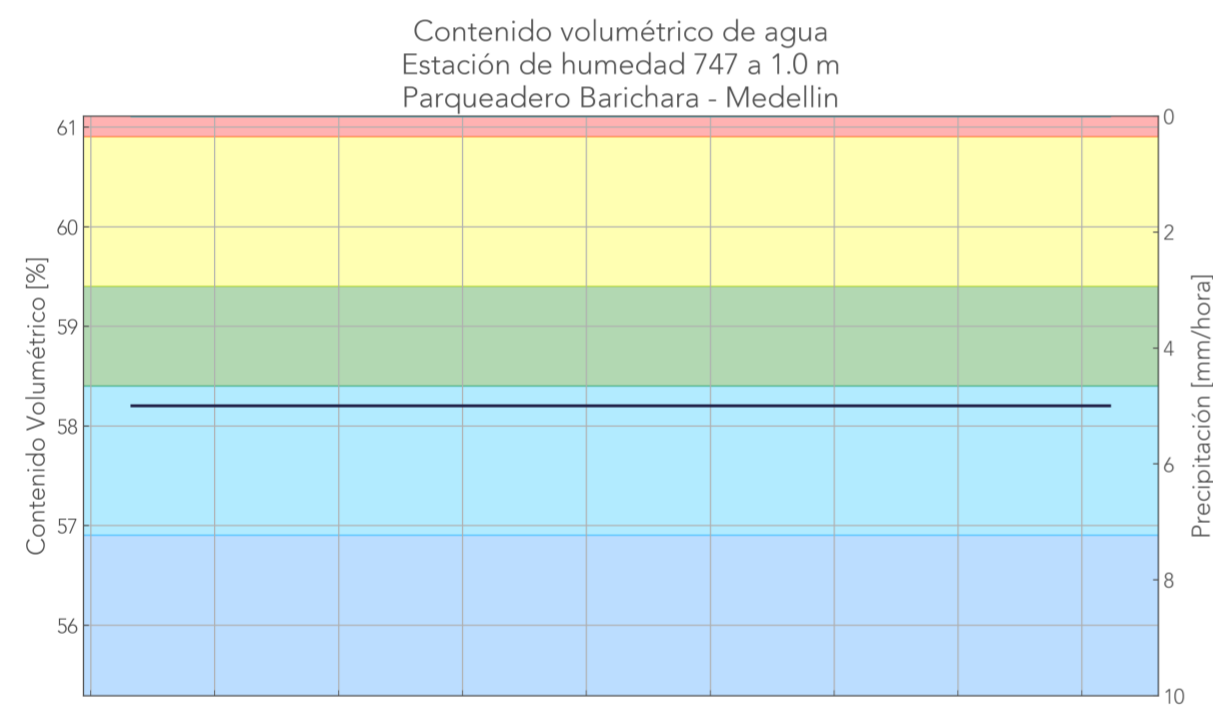 Contenido volumétrico de agua
Estación de humedad 747 a 1.0 m
Parqueadero Barichara - Medellin
Contenido Volumétrico [%]
61
60
59
58
57
56
0
2
4
6
8
10
Precipitación [mm/hora]